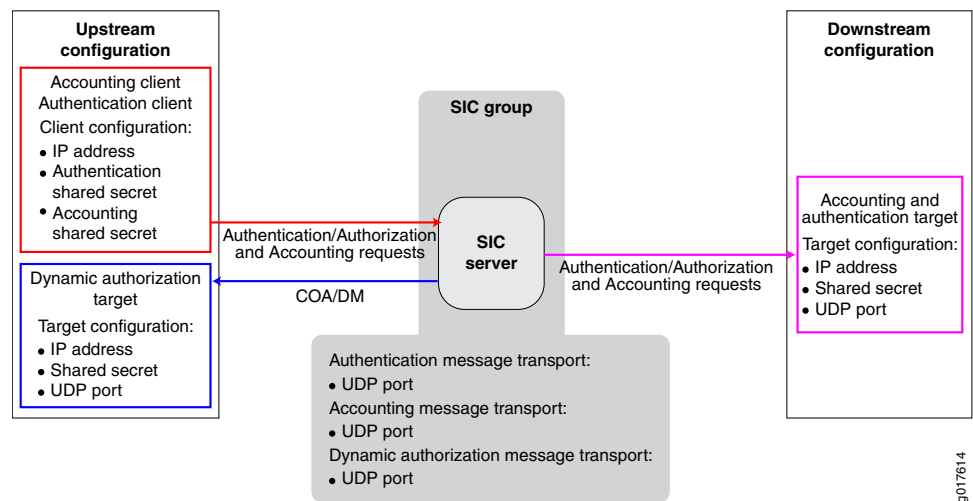 Upstream
configuration
Accounting client
Authentication client
Client configuration:
• IP address
• Authentication
shared secret
• Accounting
shared secret
Dynamic authorization
target
Target configuration:
• IP address
• Shared secret
• UDP port
Authentication/Authorization
and Accounting requests
COA/DM
SIC group
SIC
server
Authentication message transport:
• UDP port
Accounting message transport:
• UDP port
Dynamic authorization message transport:
• UDP port
Authentication/Authorization
and Accounting requests
Downstream
configuration
Accounting and
authentication target
Target configuration:
• IP address
• Shared secret
• UDP port
g017614